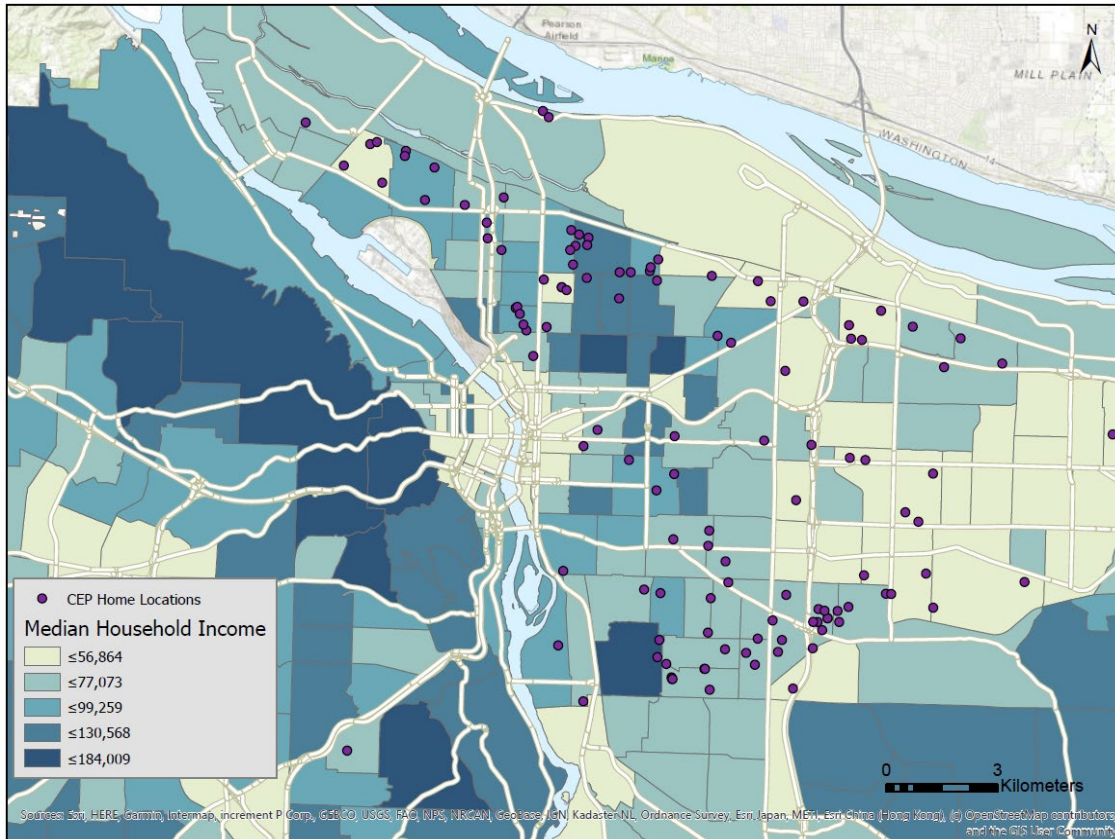 Pearson
Airfield
Marine
N
MILL PLAIN
WASHINGTON
14
CEP Home Locations
Median Household Income
≤56,864
≤77,073
≤99,259
≤130,568
≤184,009
0 3
Kilometers
Sources: Esri, HERE, Garmin, Intermap, increment P Corp., GEBCO, USGS, FAO, NPS, NRCAN, GeoBase, IGN, Kadaster NL, Ordnance Survey, Esri Japan, METI, Esri China (Hong Kong), (c) OpenStreetMap contributors,
and the GIS User Community